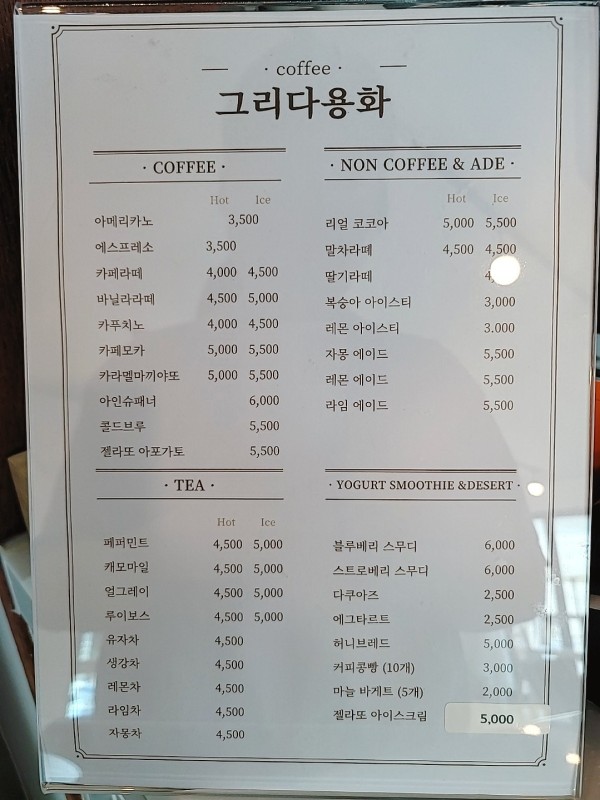 · coffee ·
그리다용화
· COFFEE ·
Hot Ice
아메리카노 3,500
에스프레소 3,500
카페라떼 4,000 4,500
바닐라라떼 4,500 5,000
카푸치노 4,000 4,500
카페모카 5,000 5,500
카라멜마끼야또 5,000 5,500
아인슈패너 6,000
콜드브루 5,500
젤라또 아포가토 5,500
· NON COFFEE & ADE ·
Hot Ice
리얼 코코아 5,000 5,500
말차라떼 4,500 4,500
딸기라떼
복숭아 아이스티 3,000
레몬 아이스티 3.000
자몽 에이드 5,500
레몬 에이드 5,500
라임 에이드 5,500
· TEA ·
Hot Ice
페퍼민트 4,500 5,000
캐모마일 4,500 5,000
얼그레이 4,500 5,000
루이보스 4,500 5,000
유자차 4,500
생강차 4,500
레몬차 4,500
라임차 4,500
자몽차 4,500
· YOGURT SMOOTHIE &DESERT ·
블루베리 스무디 6,000
스트로베리 스무디 6,000
다쿠아즈 2,500
에그타르트 2,500
허니브레드 5,000
커피콩빵 (10개) 3,000
마늘 바게트 (5개) 2,000
젤라또 아이스크림 5,000